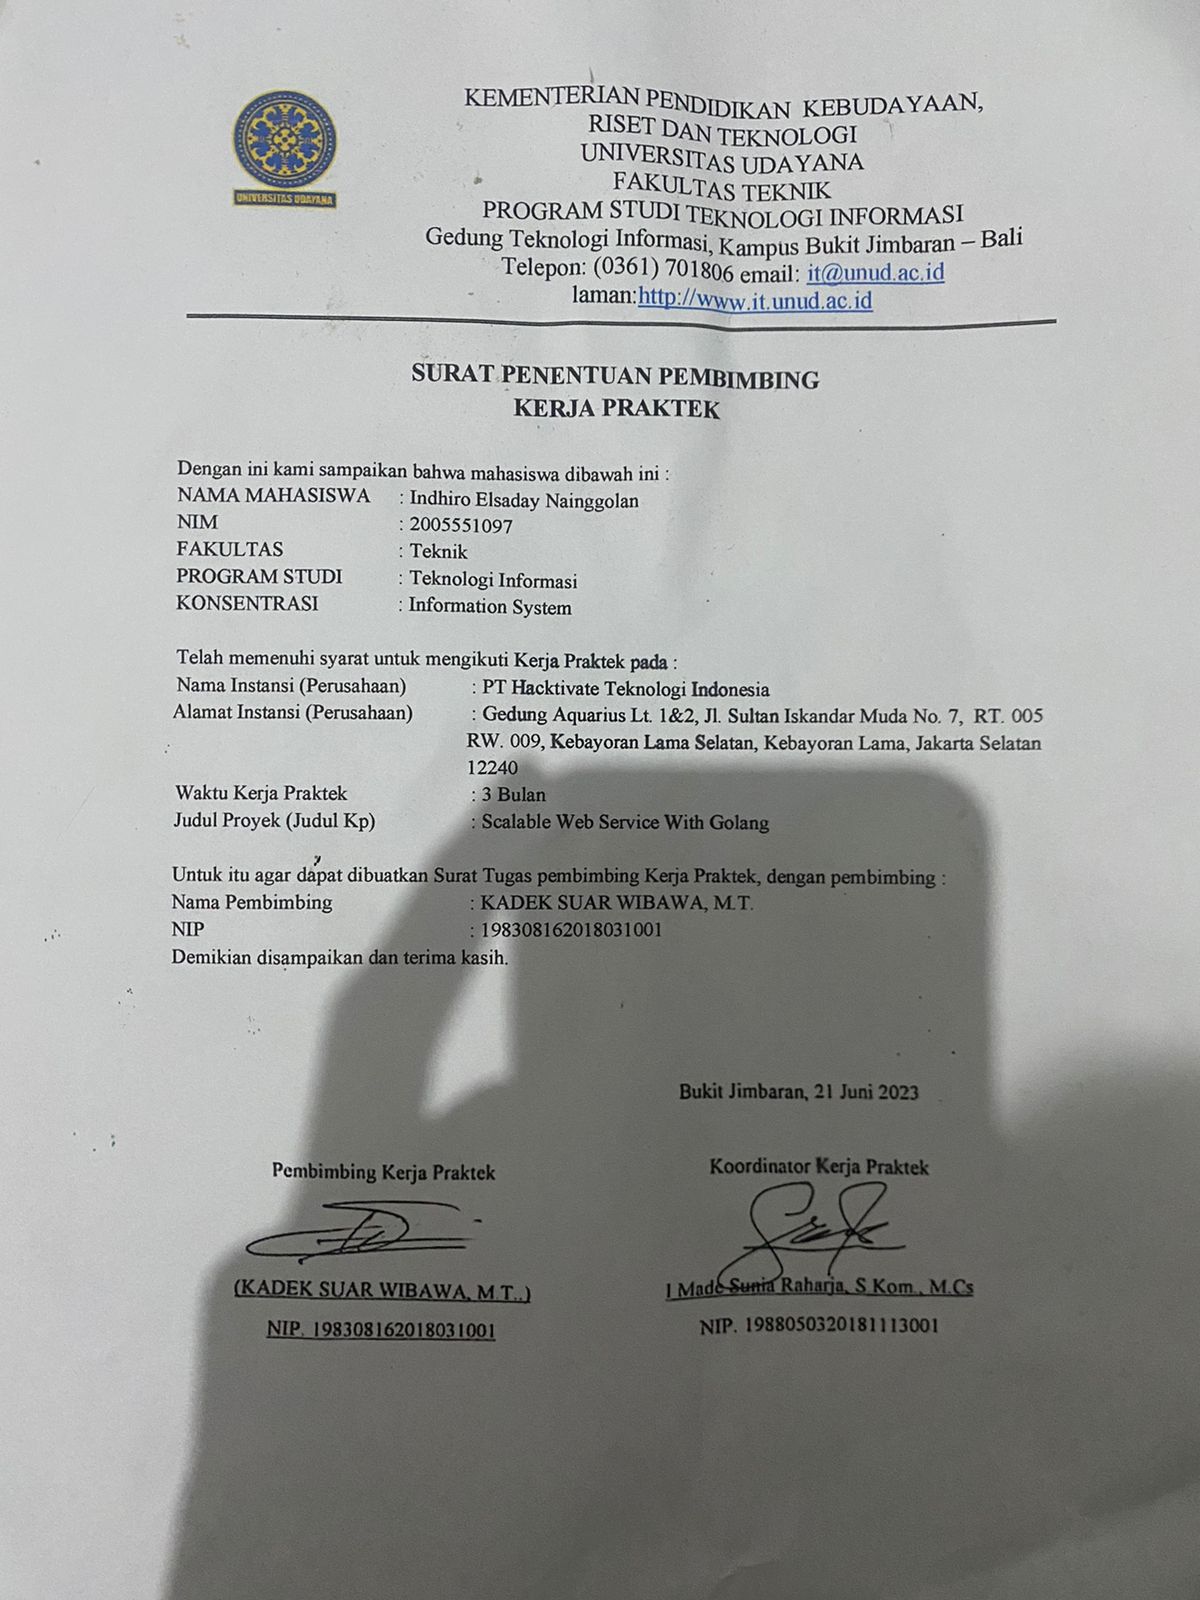 UNIVERSITAS UDAYANA
KEMENTERIAN PENDIDIKAN KEBUDAYAAN,
RISET DAN TEKNOLOGI
UNIVERSITAS UDAYANA
FAKULTAS TEKNIK
PROGRAM STUDI TEKNOLOGI INFORMASI
Gedung Teknologi Informasi, Kampus Bukit Jimbaran – Bali
Telepon: (0361) 701806 email: it@unud.ac.id
laman:http://www.it.unud.ac.id
SURAT PENENTUAN PEMBIMBING
KERJA PRAKTEK
Dengan ini kami sampaikan bahwa mahasiswa dibawah ini :
NAMA MAHASISWA : Indhiro Elsaday Nainggolan
NIM : 2005551097
FAKULTAS : Teknik
PROGRAM STUDI : Teknologi Informasi
KONSENTRASI : Information System
Telah memenuhi syarat untuk mengikuti Kerja Praktek pada :
Nama Instansi (Perusahaan) : PT Hacktivate Teknologi Indonesia
Alamat Instansi (Perusahaan) : Gedung Aquarius Lt. 1&2, Jl. Sultan Iskandar Muda No. 7, RT. 005
RW. 009, Kebayoran Lama Selatan, Kebayoran Lama, Jakarta Selatan
12240
Waktu Kerja Praktek : 3 Bulan
Judul Proyek (Judul Kp) : Scalable Web Service With Golang
Untuk itu agar dapat dibuatkan Surat Tugas pembimbing Kerja Praktek, dengan pembimbing :
Nama Pembimbing : KADEK SUAR WIBAWA, M.T.
NIP : 198308162018031001
Demikian disampaikan dan terima kasih.
Bukit Jimbaran, 21 Juni 2023
Pembimbing Kerja Praktek
(KADEK SUAR WIBAWA, M.T..)
NIP. 198308162018031001
Koordinator Kerja Praktek
I Made Sunia Raharja, S.Kom., M.Cs
NIP. 1988050320181113001